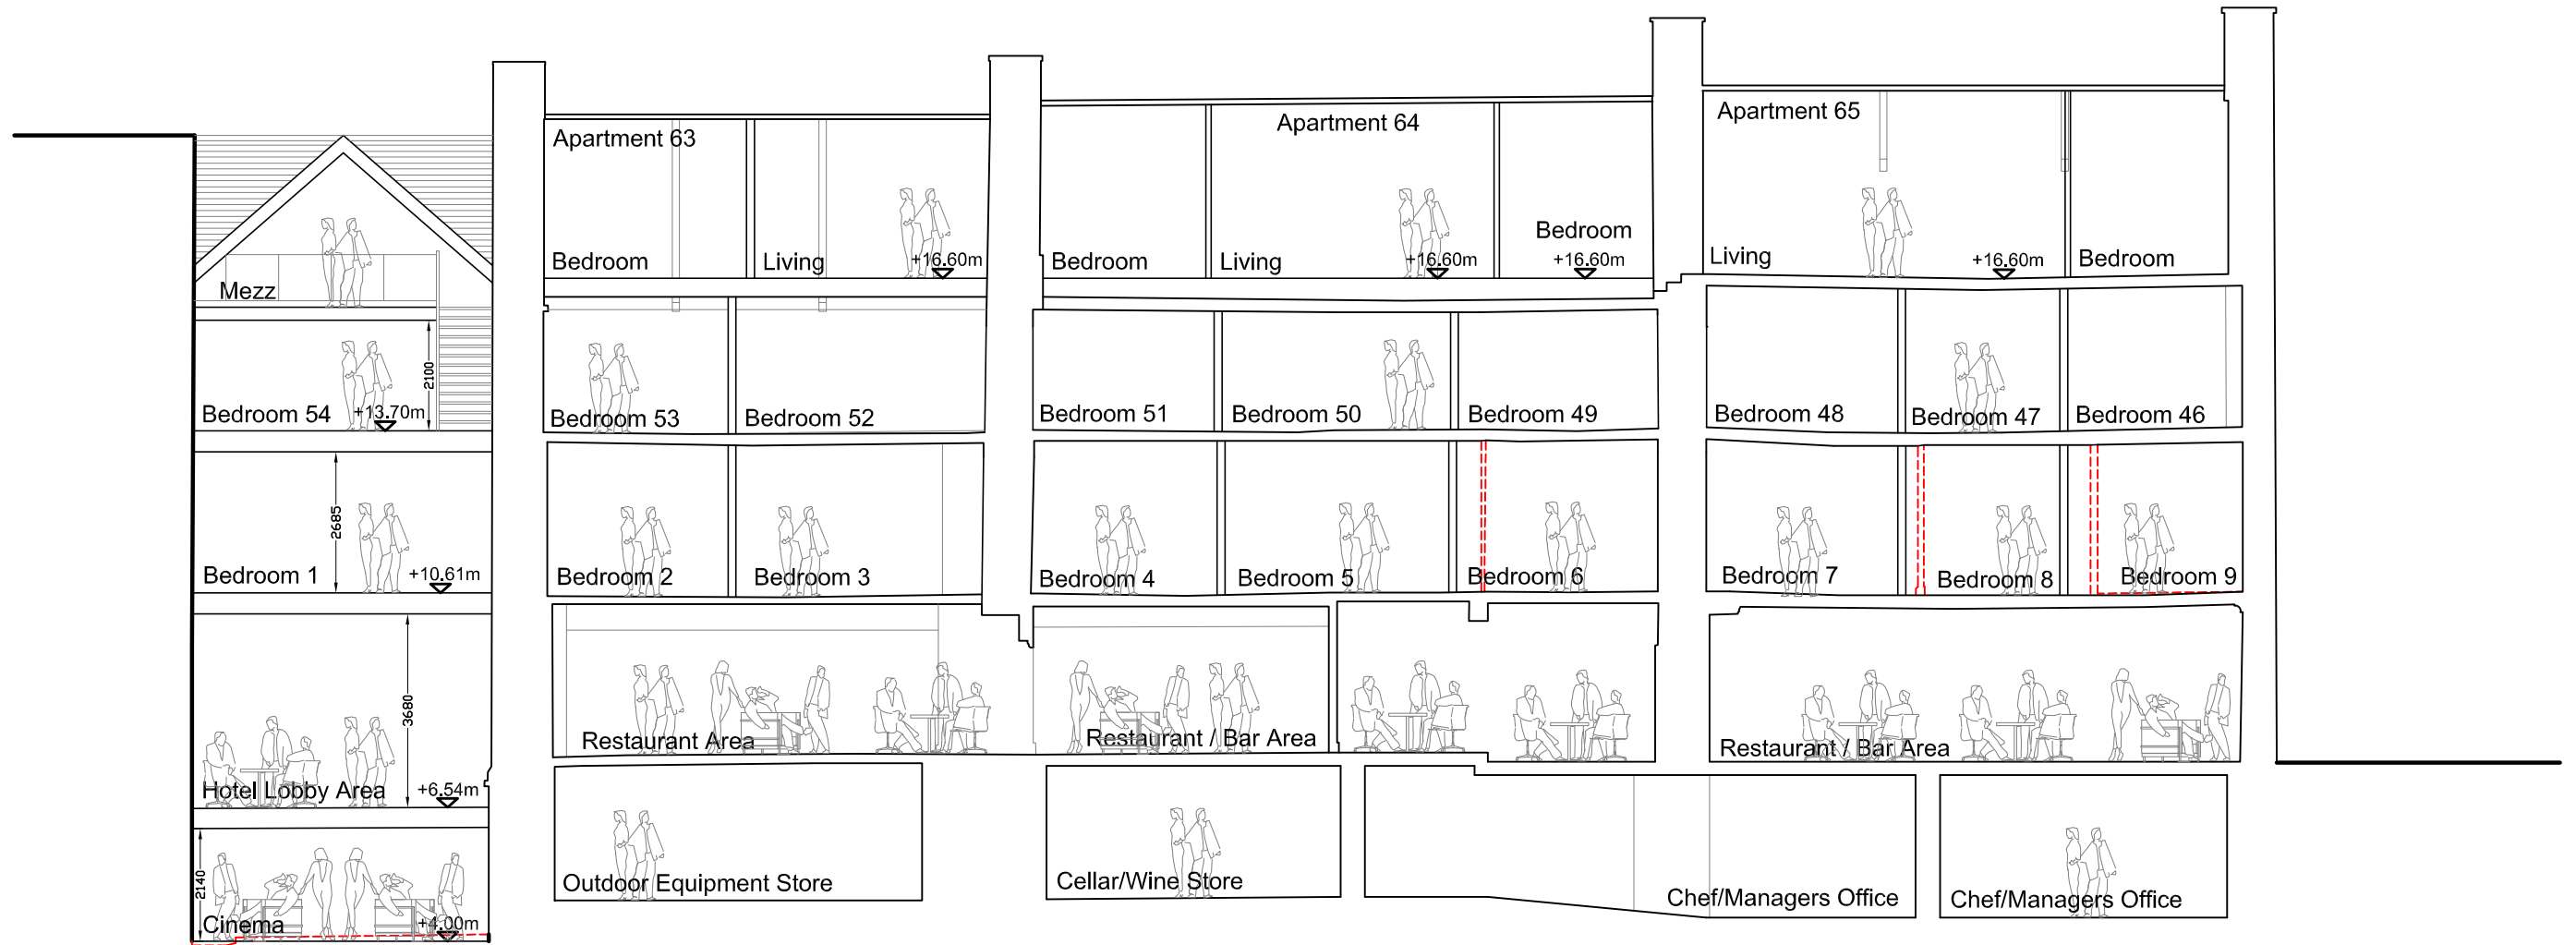 Apartment 63
Apartment 64
Apartment 65
Bedroom
Living
+16.60m
Bedroom
Living
+16.60m
Bedroom
+16.60m
Living
+16.60m
Bedroom
Mezz
2100
Bedroom 54
+13.70m
Bedroom 53
Bedroom 52
Bedroom 51
Bedroom 50
Bedroom 49
Bedroom 48
Bedroom 47
Bedroom 46
2685
Bedroom 1
+10.61m
Bedroom 2
Bedroom 3
Bedroom 4
Bedroom 5
Bedroom 6
Bedroom 7
Bedroom 8
Bedroom 9
3680
Hotel Lobby Area
+6.54m
Restaurant Area
Restaurant / Bar Area
Restaurant / Bar Area
2140
Cinema
+4.00m
Outdoor Equipment Store
Cellar/Wine Store
Chef/Managers Office
Chef/Managers Office